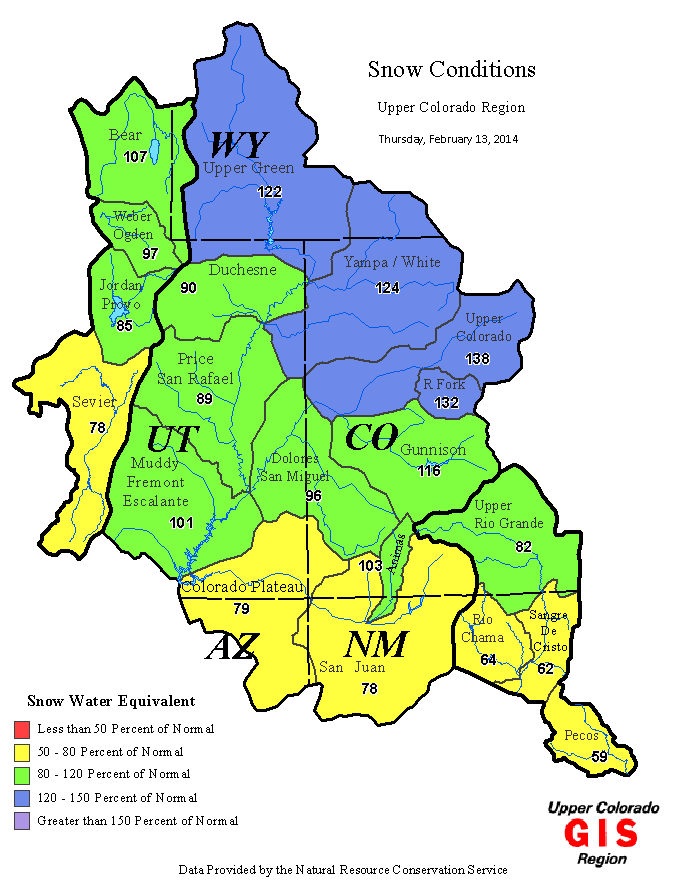 Snow Conditions
Upper Colorado Region
Thursday, February 13, 2014
Bear
107
WY
Upper Green
122
Weber
Ogden
97
Duchesne
90
Yampa / White
124
Jordan
Provo
85
Upper
Colorado
138
Price
San Rafael
89
R Fork
132
Sevier
78
UT
CO
Gunnison
116
Muddy
Fremont
Escalante
101
Dolores
San Miguel
96
Upper
Rio Grande
82
Animas
103
Colorado Plateau
79
AZ
NM
San Juan
78
Rio
Chama
64
Sangre
De
Cristo
62
Pecos
59
Snow Water Equivalent
Less than 50 Percent of Normal
50 - 80 Percent of Normal
80 - 120 Percent of Normal
120 - 150 Percent of Normal
Greater than 150 Percent of Normal
Upper Colorado
GIS
Region
Data Provided by the Natural Resource Conservation Service